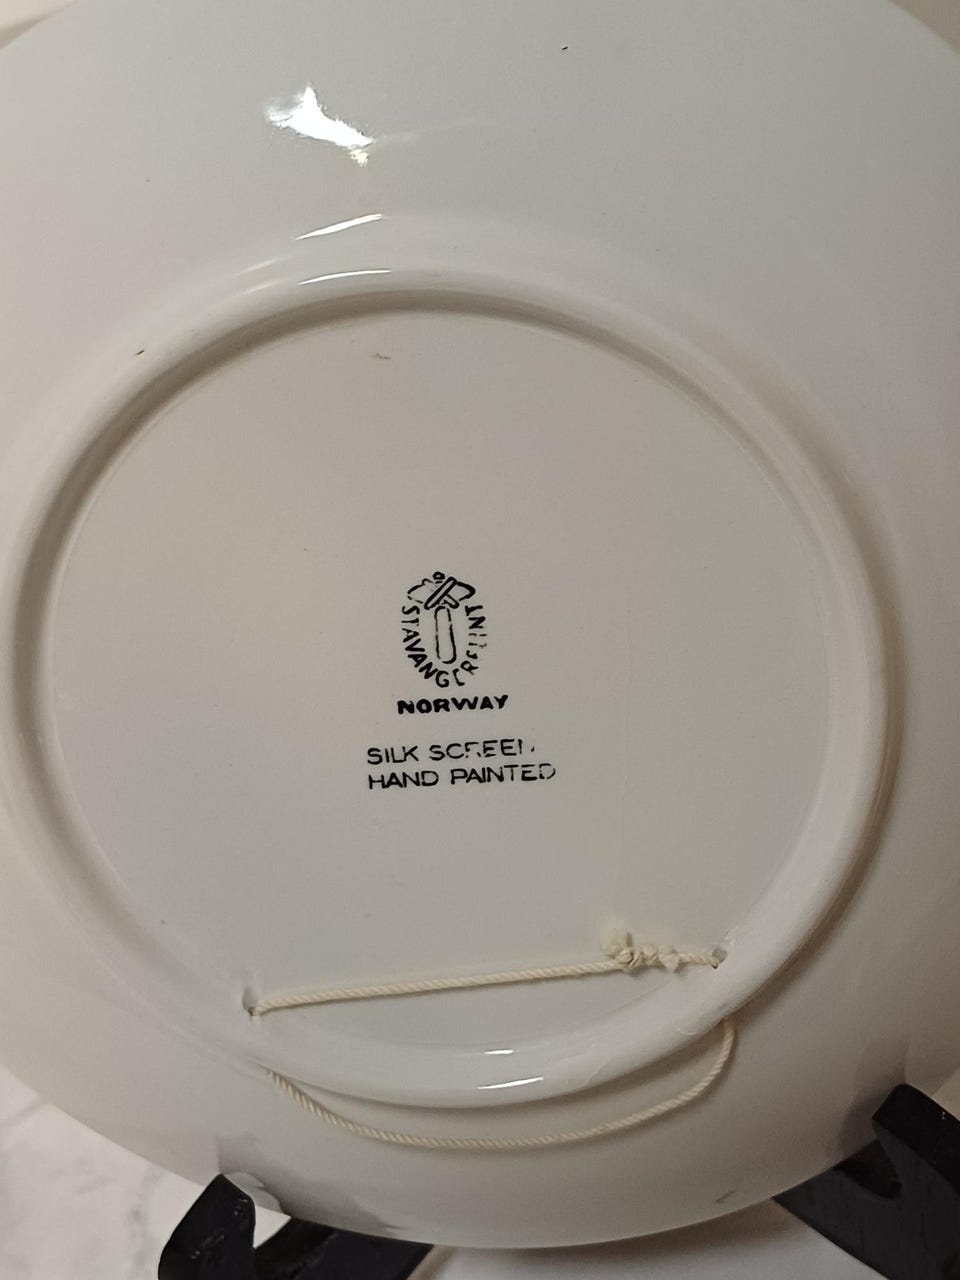 STAVANGERFLINT
NORWAY
SILK SCREEN
HAND PAINTED